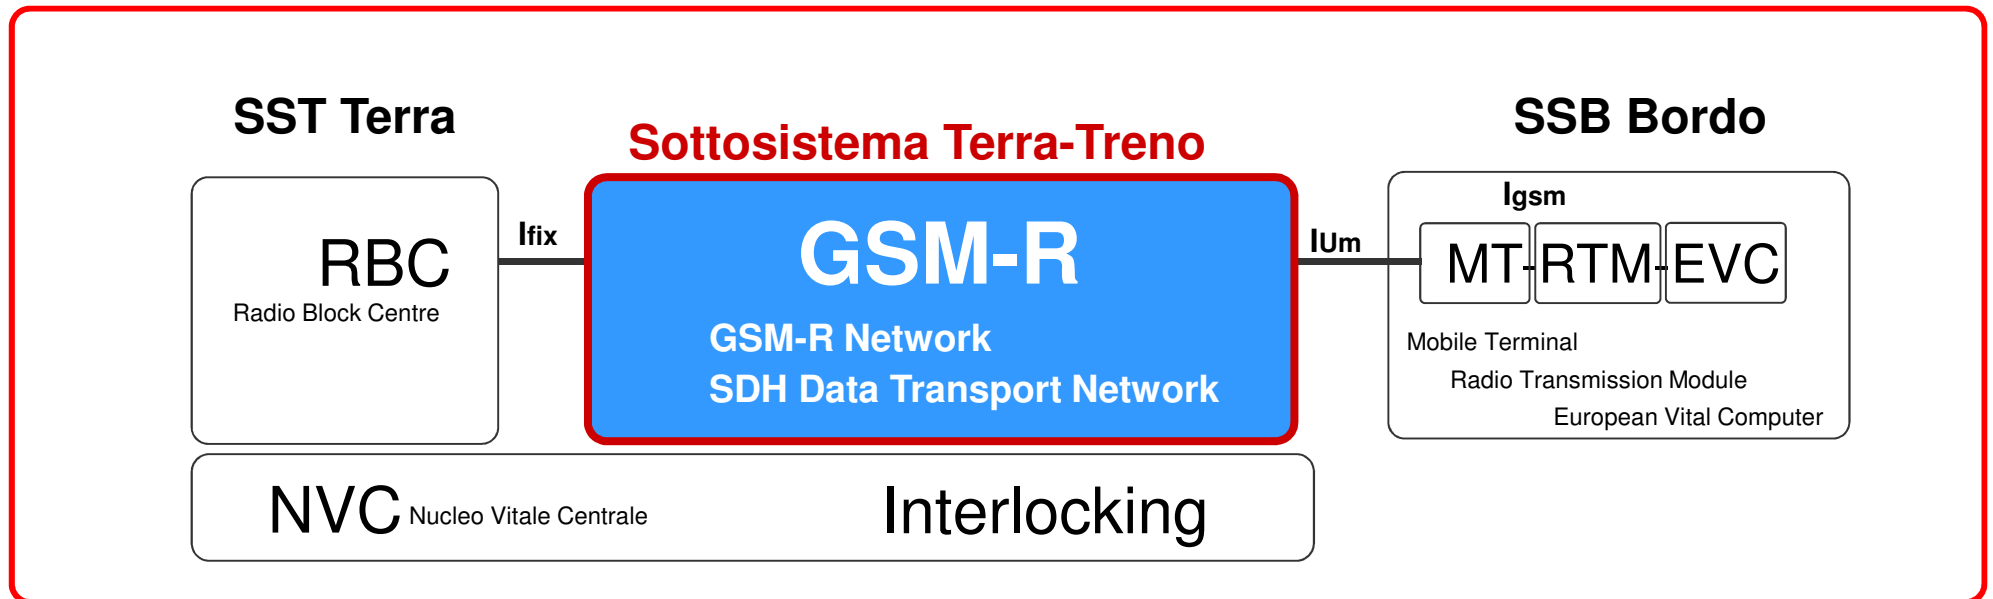 SST Terra
Sottosistema Terra-Treno
SSB Bordo
RBC
Radio Block Centre
Ifix
GSM-R
GSM-R Network
SDH Data Transport Network
IUm
Igsm
MT-RTM-EVC
Mobile Terminal
Radio Transmission Module
European Vital Computer
NVC Nucleo Vitale Centrale
Interlocking